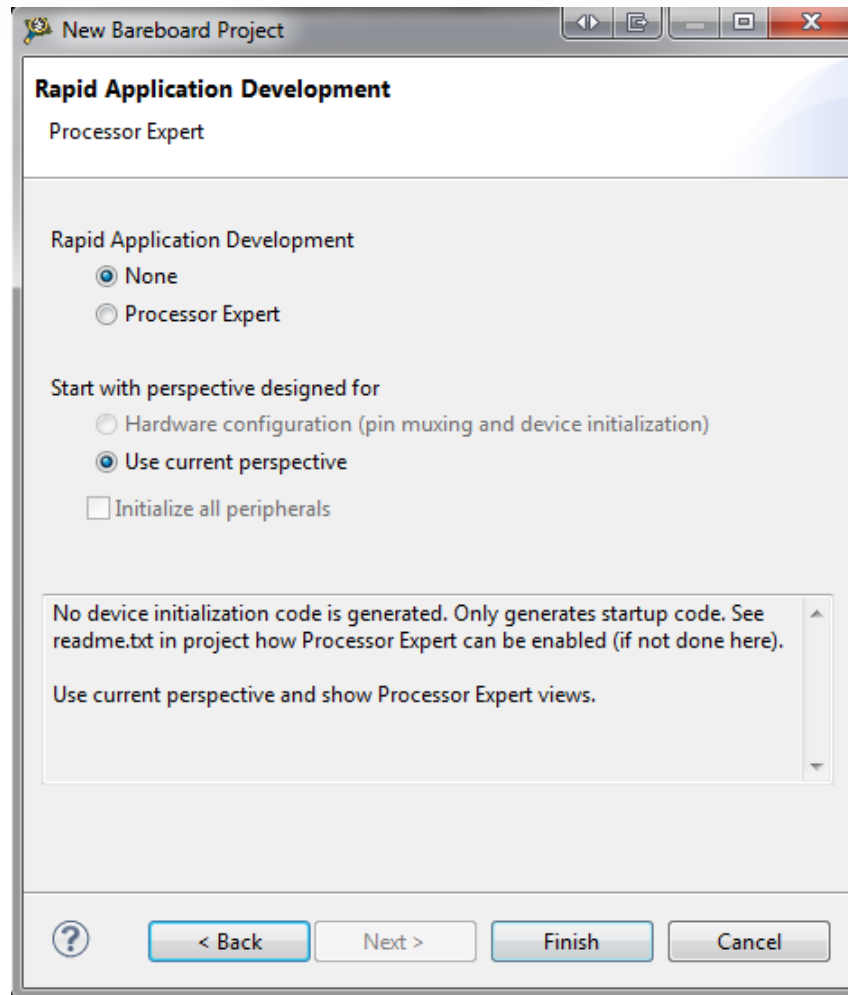 New Bareboard Project
Rapid Application Development
Processor Expert
Rapid Application Development
None
Processor Expert
Start with perspective designed for
Hardware configuration (pin muxing and device initialization)
Use current perspective
Initialize all peripherals
No device initialization code is generated. Only generates startup code. See
readme.txt in project how Processor Expert can be enabled (if not done here).
Use current perspective and show Processor Expert views.
? < Back Next > Finish Cancel